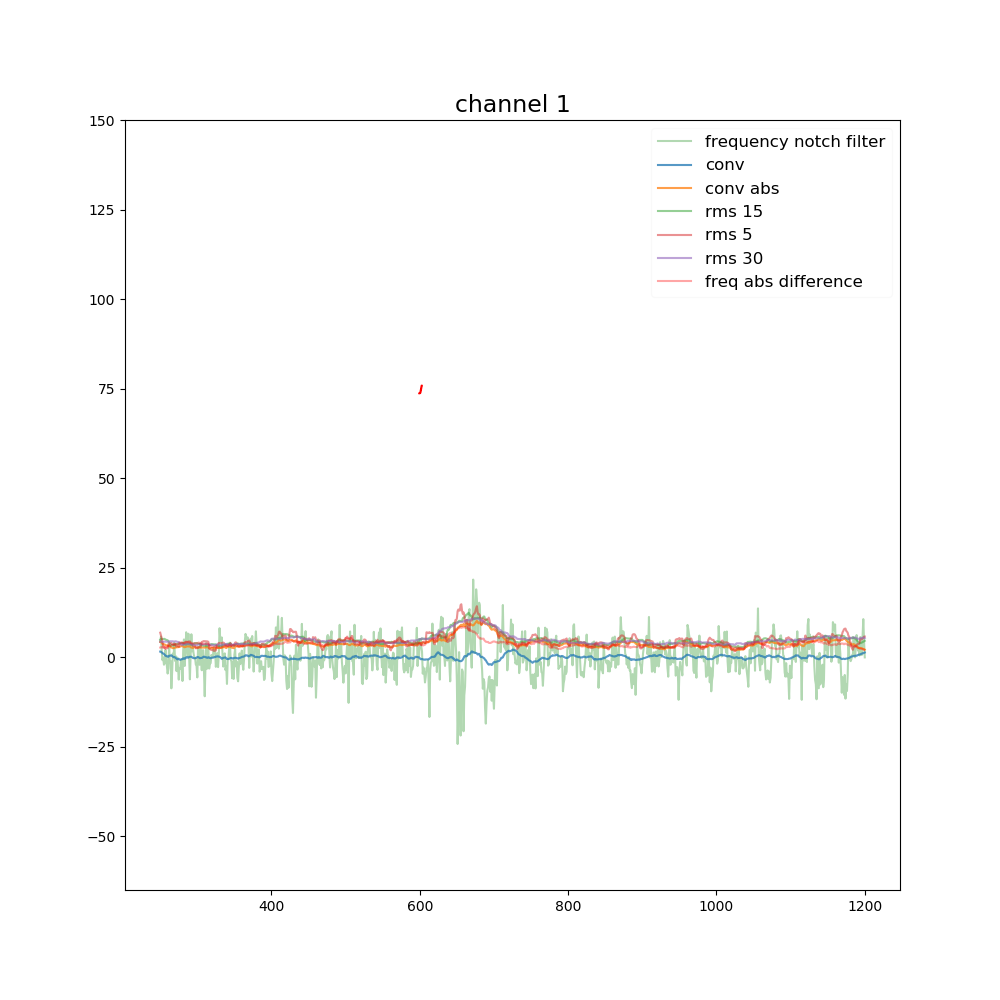 channel 1
150
125
100
75
50
25
0
−25
−50
400
600
800
1000
1200
frequency notch filter
conv
conv abs
rms 15
rms 5
rms 30
freq abs difference